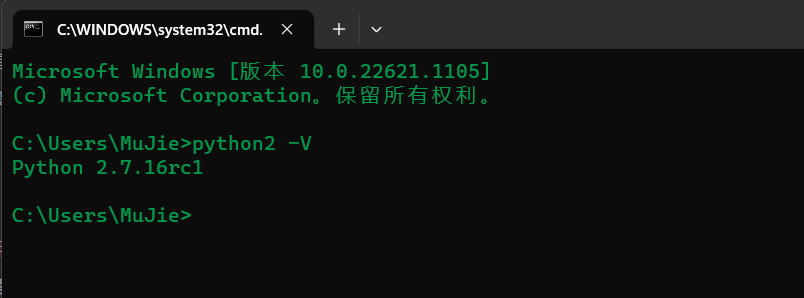 C:\WINDOWS\system32\cmd.
Microsoft Windows [版本 10.0.22621.1105]
(c) Microsoft Corporation。保留所有权利。
C:\Users\MuJie>python2 -V
Python 2.7.16rc1
C:\Users\MuJie>